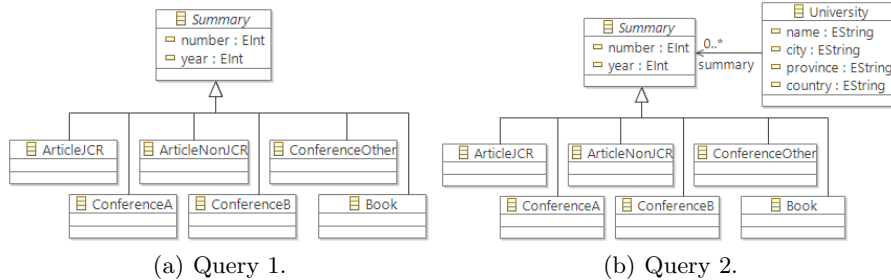 Summary
number : EInt
year : EInt
ArticleJCR
ArticleNonJCR
ConferenceOther
ConferenceA
ConferenceB
Book
(a) Query 1.
Summary
number : EInt
year : EInt
0..*
summary
University
name : EString
city : EString
province : EString
country : EString
ArticleJCR
ArticleNonJCR
ConferenceOther
ConferenceA
ConferenceB
Book
(b) Query 2.